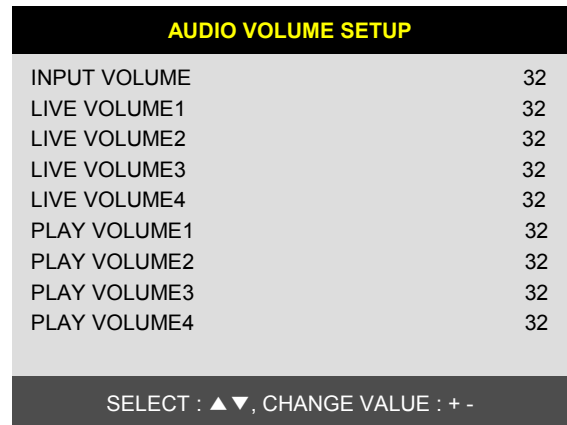 AUDIO VOLUME SETUP
INPUT VOLUME 32
LIVE VOLUME1 32
LIVE VOLUME2 32
LIVE VOLUME3 32
LIVE VOLUME4 32
PLAY VOLUME1 32
PLAY VOLUME2 32
PLAY VOLUME3 32
PLAY VOLUME4 32
SELECT : ▲▼, CHANGE VALUE : + -